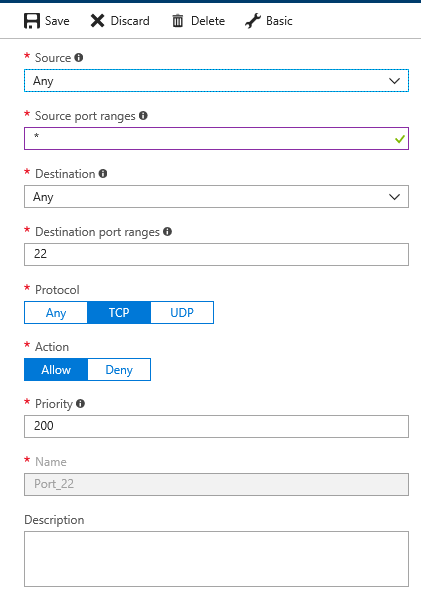 Save Discard Delete Basic
* Source
Any
* Source port ranges
*
* Destination
Any
* Destination port ranges
22
* Protocol
Any TCP UDP
* Action
Allow Deny
* Priority
200
* Name
Port_22
Description